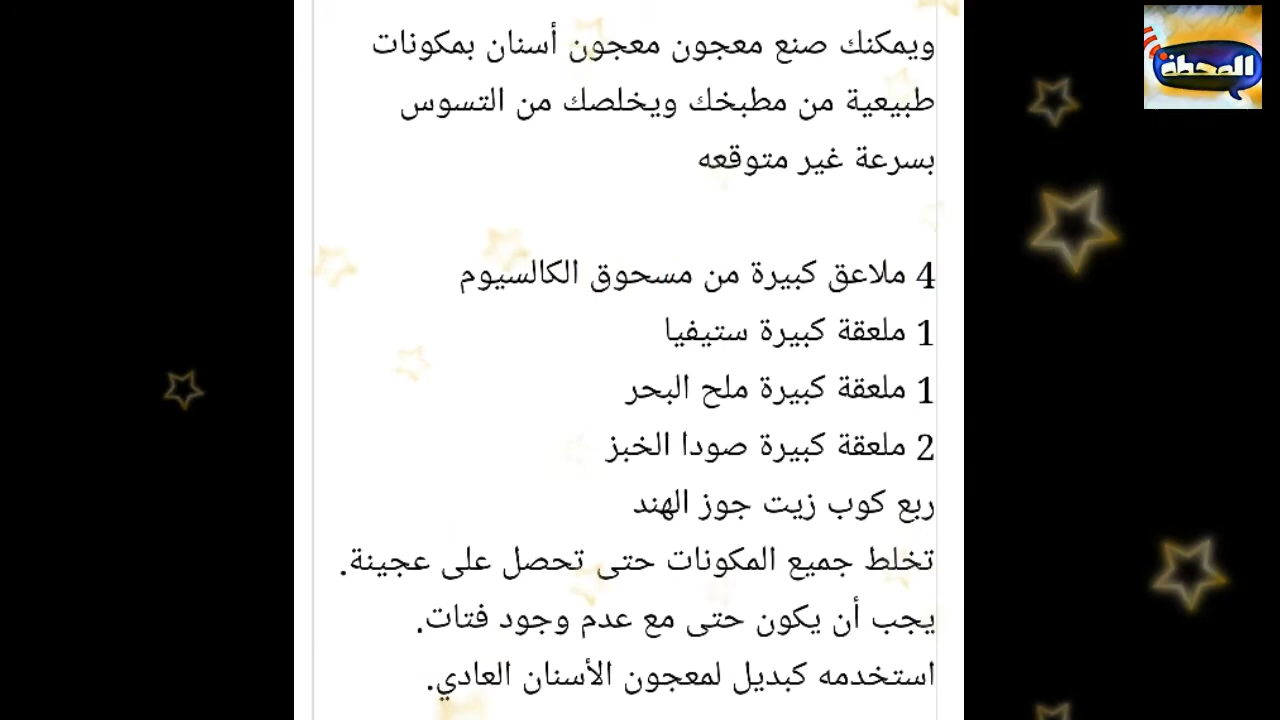 المحطة
ويمكنك صنع معجون معجون أسنان بمكونات
طبيعية من مطبخك ويخلصك من التسوس
بسرعة غير متوقعه
4 ملاعق كبيرة من مسحوق الكالسيوم
1 ملعقة كبيرة ستيفيا
1 ملعقة كبيرة ملح البحر
2 ملعقة كبيرة صودا الخبز
ربع كوب زيت جوز الهند
تخلط جميع المكونات حتى تحصل على عجينة.
يجب أن يكون حتى مع عدم وجود فتات.
استخدمه كبديل لمعجون الأسنان العادي.